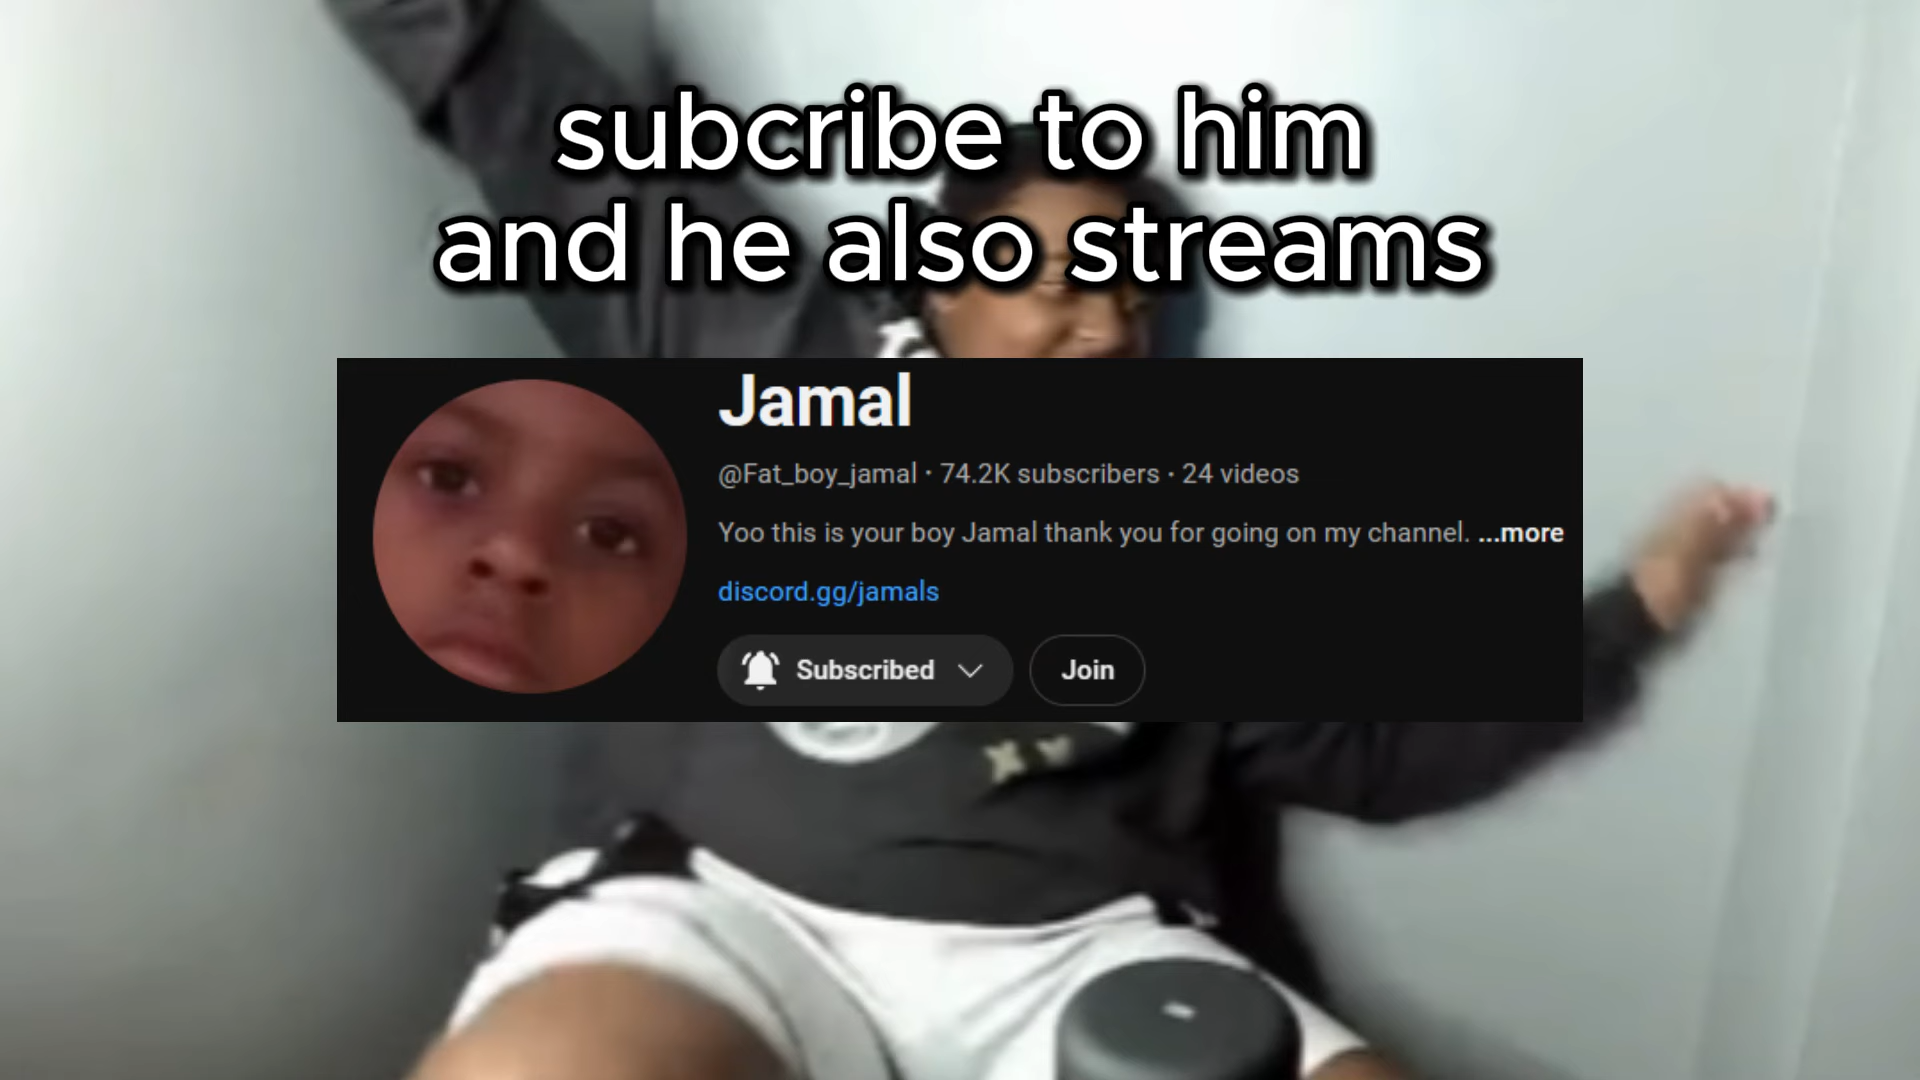 subcribe to him
and he also streams
Jamal
@Fat_boy_jamal · 74.2K subscribers · 24 videos
Yoo this is your boy Jamal thank you for going on my channel. ...more
discord.gg/jamals
Subscribed
Join